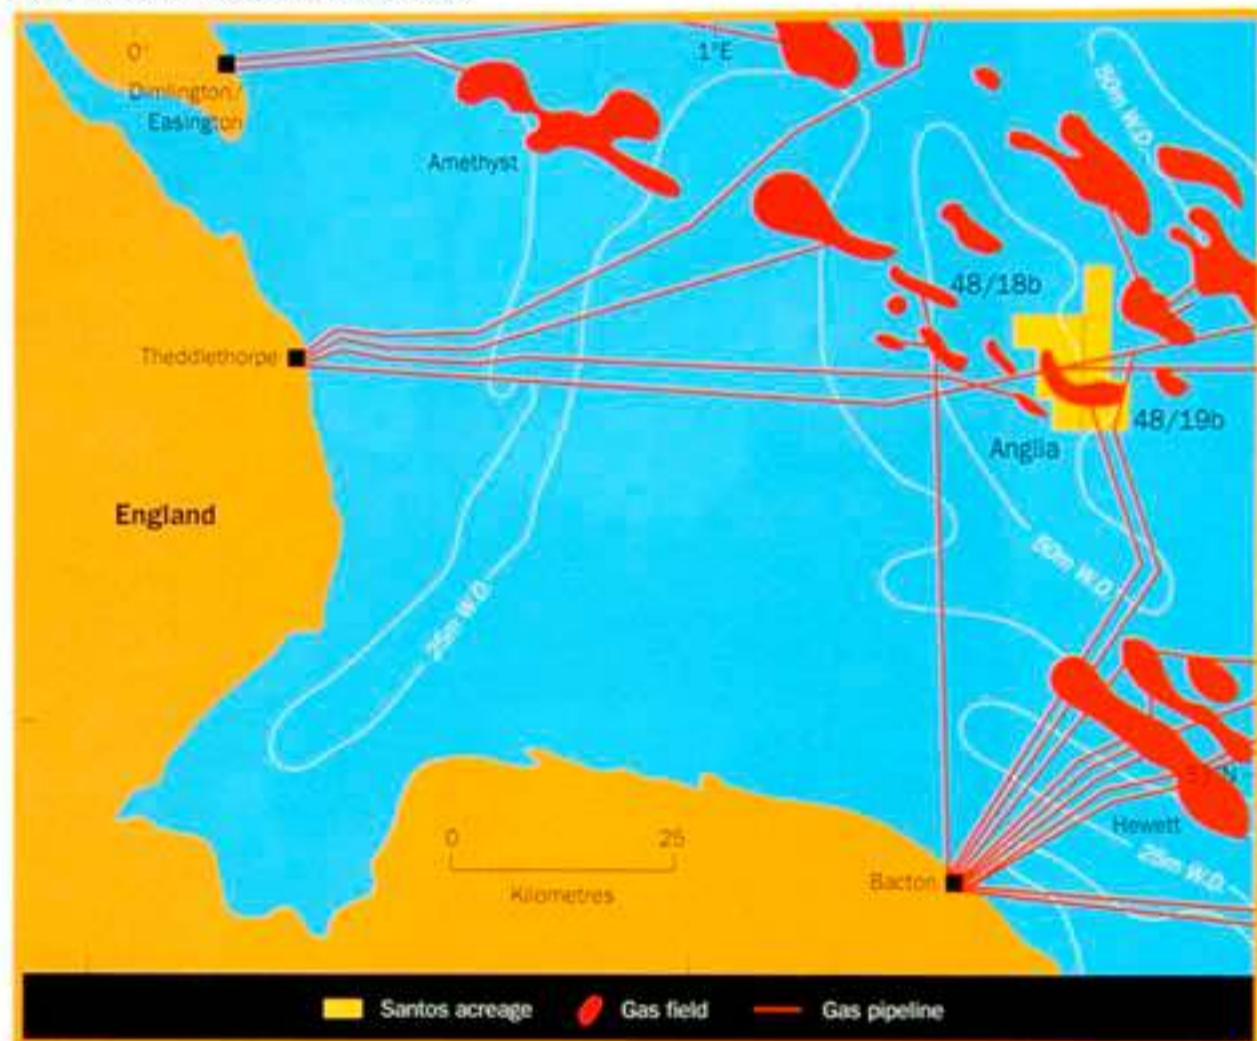 0°
1°E
Dimlington/
Easington
50m W.D.
Amethyst
48/18b
Theddlethorpe
48/19b
Anglia
England
50m W.D.
25m W.D.
Hewett
0 25
Kilometres
25m W.D.
Bacton
Santos acreage Gas field Gas pipeline